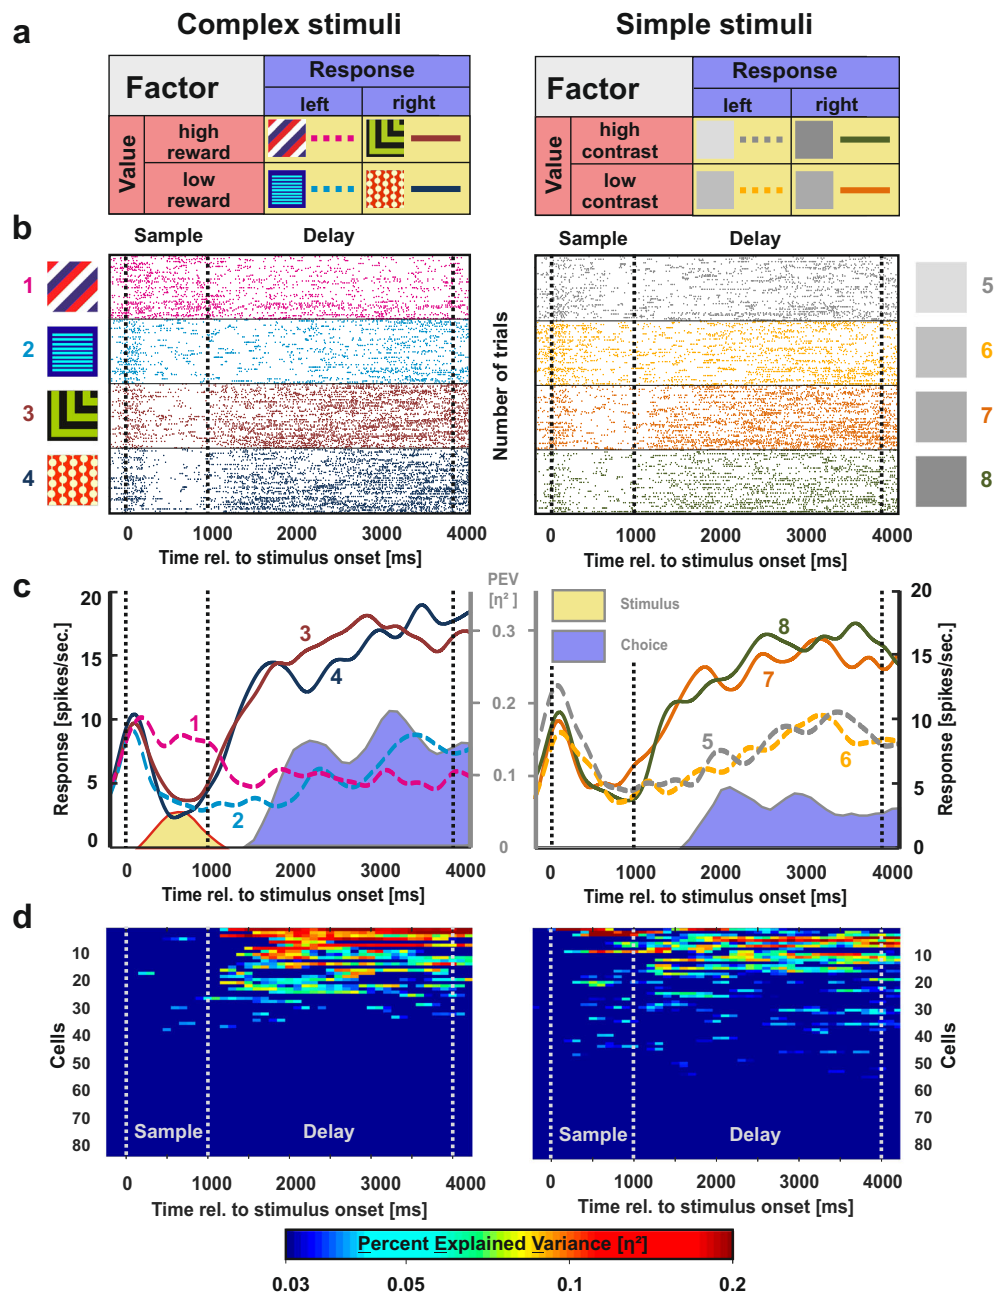 a
Complex stimuli
Simple stimuli
Factor
Response
left
right
Value
high
reward
low
reward
Factor
Response
left
right
Value
high
contrast
low
contrast
b
Sample
Delay
1
2
3
4
0
1000
2000
3000
4000
Time rel. to stimulus onset [ms]
Number of trials
Sample
Delay
5
6
7
8
0
1000
2000
3000
4000
Time rel. to stimulus onset [ms]
c
Response [spikes/sec.]
20
15
10
5
0
1
2
3
4
PEV
[η²]
0.3
0.2
0.1
0
0
1000
2000
3000
4000
Time rel. to stimulus onset [ms]
Stimulus
Choice
5
6
7
8
20
15
10
5
0
Response [spikes/sec.]
0
1000
2000
3000
4000
Time rel. to stimulus onset [ms]
d
Cells
10
20
30
40
50
60
70
80
Sample
Delay
0
1000
2000
3000
4000
Time rel. to stimulus onset [ms]
Sample
Delay
10
20
30
40
50
60
70
80
Cells
0
1000
2000
3000
4000
Time rel. to stimulus onset [ms]
Percent Explained Variance [η²]
0.03
0.05
0.1
0.2